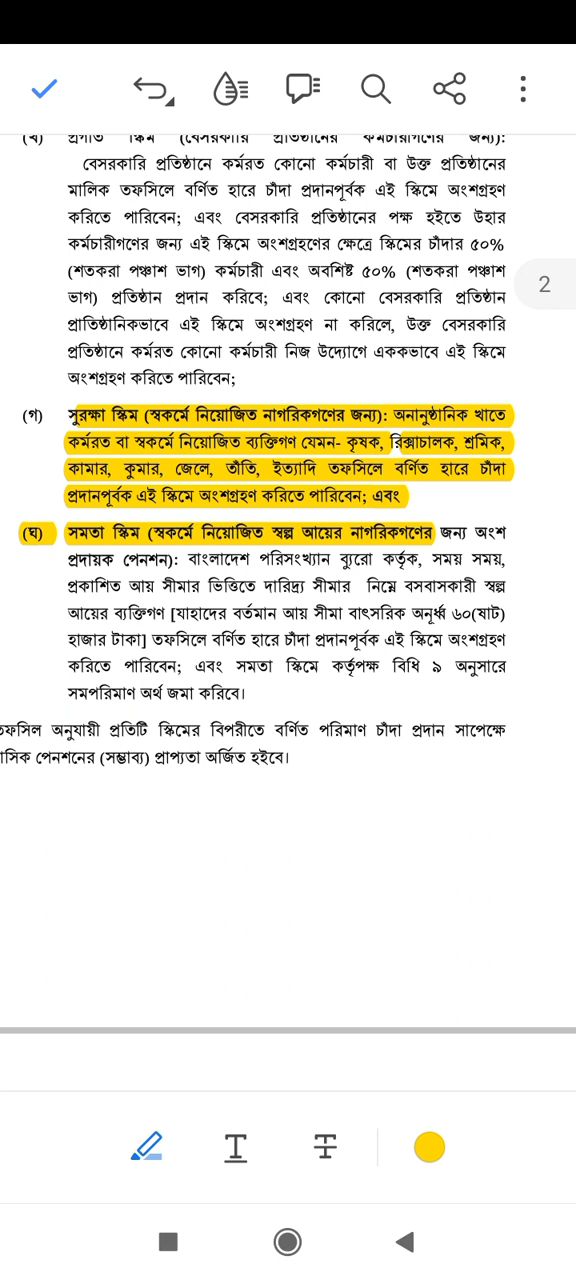 (খ) প্রগতি স্কিম (বেসরকারি প্রতিষ্ঠানের কর্মচারীগণের জন্য):
বেসরকারি প্রতিষ্ঠানে কর্মরত কোনো কর্মচারী বা উক্ত প্রতিষ্ঠানের
মালিক তফসিলে বর্ণিত হারে চাঁদা প্রদানপূর্বক এই স্কিমে অংশগ্রহণ
করিতে পারিবেন; এবং বেসরকারি প্রতিষ্ঠানের পক্ষ হইতে উহার
কর্মচারীগণের জন্য এই স্কিমে অংশগ্রহণের ক্ষেত্রে স্কিমের চাঁদার ৫০%
(শতকরা পঞ্চাশ ভাগ) কর্মচারী এবং অবশিষ্ট ৫০% (শতকরা পঞ্চাশ
ভাগ) প্রতিষ্ঠান প্রদান করিবে; এবং কোনো বেসরকারি প্রতিষ্ঠান
প্রাতিষ্ঠানিকভাবে এই স্কিমে অংশগ্রহণ না করিলে, উক্ত বেসরকারি
প্রতিষ্ঠানে কর্মরত কোনো কর্মচারী নিজ উদ্যোগে এককভাবে এই স্কিমে
অংশগ্রহণ করিতে পারিবেন;
2
(গ) সুরক্ষা স্কিম (স্বকর্মে নিয়োজিত নাগরিকগণের জন্য): অনানুষ্ঠানিক খাতে
কর্মরত বা স্বকর্মে নিয়োজিত ব্যক্তিগণ যেমন- কৃষক, রিক্সাচালক, শ্রমিক,
কামার, কুমার, জেলে, তাঁতি, ইত্যাদি তফসিলে বর্ণিত হারে চাঁদা
প্রদানপূর্বক এই স্কিমে অংশগ্রহণ করিতে পারিবেন; এবং
(ঘ) সমতা স্কিম (স্বকর্মে নিয়োজিত স্বল্প আয়ের নাগরিকগণের জন্য অংশ
প্রদায়ক পেনশন): বাংলাদেশ পরিসংখ্যান ব্যুরো কর্তৃক, সময় সময়,
প্রকাশিত আয় সীমার ভিত্তিতে দারিদ্র্য সীমার নিম্নে বসবাসকারী স্বল্প
আয়ের ব্যক্তিগণ [যাহাদের বর্তমান আয় সীমা বাৎসরিক অনূর্ধ্ব ৬০(ষাট)
হাজার টাকা] তফসিলে বর্ণিত হারে চাঁদা প্রদানপূর্বক এই স্কিমে অংশগ্রহণ
করিতে পারিবেন; এবং সমতা স্কিমে কর্তৃপক্ষ বিধি ৯ অনুসারে
সমপরিমাণ অর্থ জমা করিবে।
তফসিল অনুযায়ী প্রতিটি স্কিমের বিপরীতে বর্ণিত পরিমাণ চাঁদা প্রদান সাপেক্ষে
াসিক পেনশনের (সম্ভাব্য) প্রাপ্যতা অর্জিত হইবে।